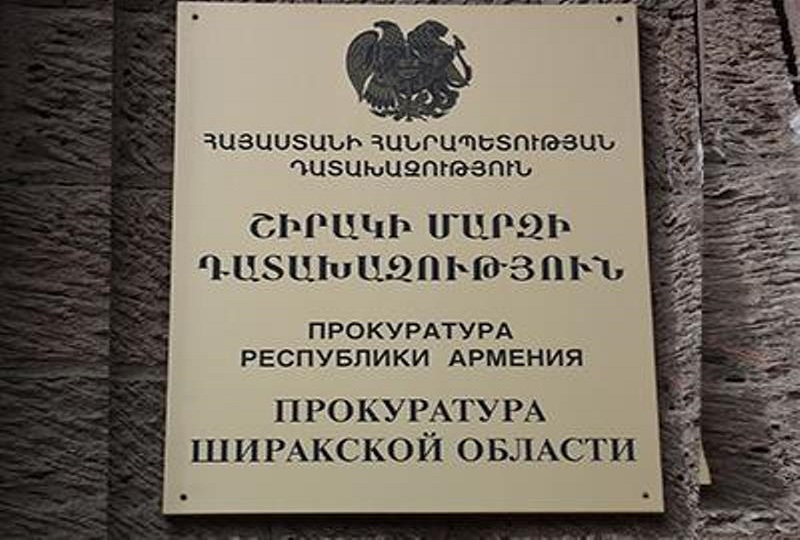 ՀԱՅԱՍՏԱՆԻ ՀԱՆՐԱՊԵՏՈՒԹՅԱՆ
ԴԱՏԱԽԱԶՈՒԹՅՈՒՆ
ՇԻՐԱԿԻ ՄԱՐԶԻ
ԴԱՏԱԽԱԶՈՒԹՅՈՒՆ
ПРОКУРАТУРА
РЕСПУБЛИКИ АРМЕНИЯ
ПРОКУРАТУРА
ШИРАКСКОЙ ОБЛАСТИ